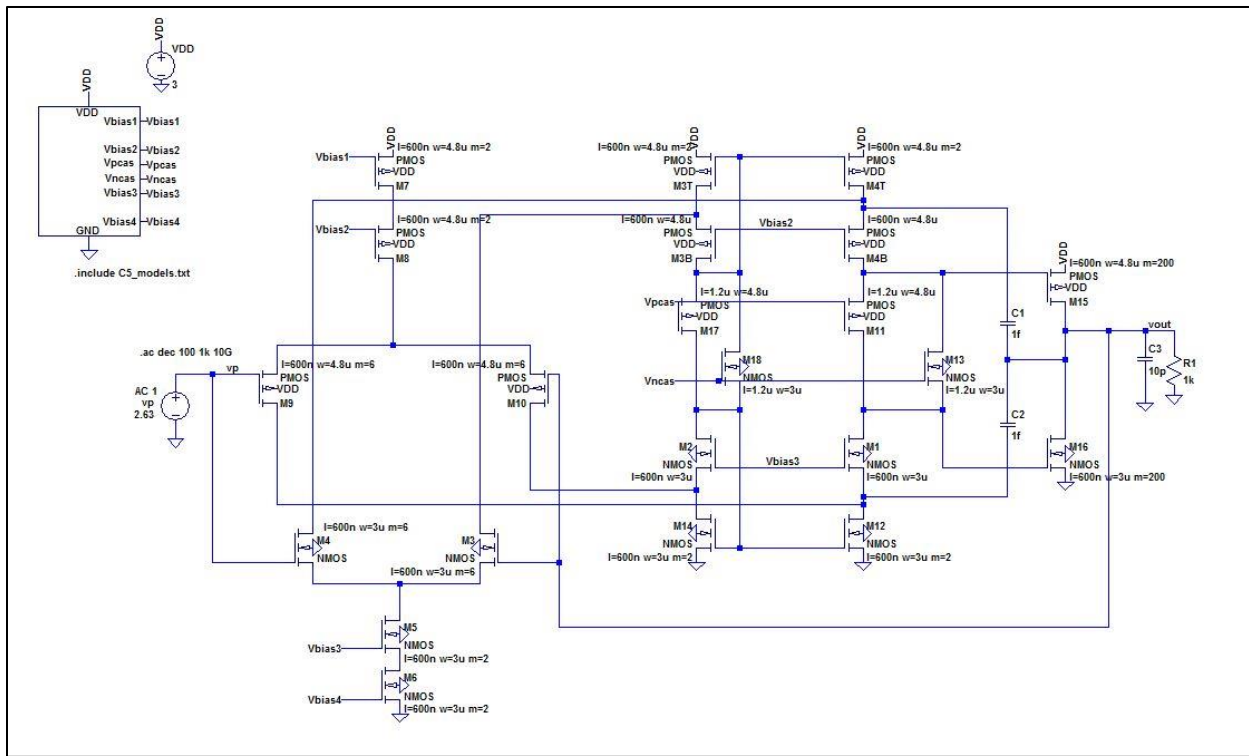 VDD
VDD
3
VDD
VDD
Vbias1
Vbias1
Vbias2
Vbias2
Vpcas
Vpcas
Vncas
Vncas
Vbias3
Vbias3
Vbias4
Vbias4
GND
.include C5_models.txt
VDD
l=600n w=4.8u m=2
Vbias1
PMOS
VDD
M7
l=600n w=4.8u m=2
Vbias2
PMOS
VDD
M8
VDD
l=600n w=4.8u m=2
PMOS
VDD
M3T
VDD
l=600n w=4.8u m=2
PMOS
VDD
M4T
l=600n w=4.8u
PMOS
VDD
M3B
Vbias2
l=600n w=4.8u
PMOS
VDD
M4B
VDD
l=600n w=4.8u m=200
PMOS
VDD
M15
l=1.2u w=4.8u
Vpcas
PMOS
VDD
M17
l=1.2u w=4.8u
PMOS
VDD
M11
C1
1f
vout
C3
10p
R1
1k
.ac dec 100 1k 10G
vp
AC 1
vp
2.63
l=600n w=4.8u m=6
PMOS
VDD
M9
l=600n w=4.8u m=6
PMOS
VDD
M10
Vncas
M18
NMOS
l=1.2u w=3u
M13
NMOS
l=1.2u w=3u
C2
1f
M2
NMOS
l=600n w=3u
Vbias3
M1
NMOS
l=600n w=3u
M16
NMOS
l=600n w=3u m=200
l=600n w=3u m=6
M4
NMOS
M3
NMOS
l=600n w=3u m=6
M14
NMOS
l=600n w=3u m=2
M12
NMOS
l=600n w=3u m=2
Vbias3
M5
NMOS
l=600n w=3u m=2
Vbias4
M6
NMOS
l=600n w=3u m=2